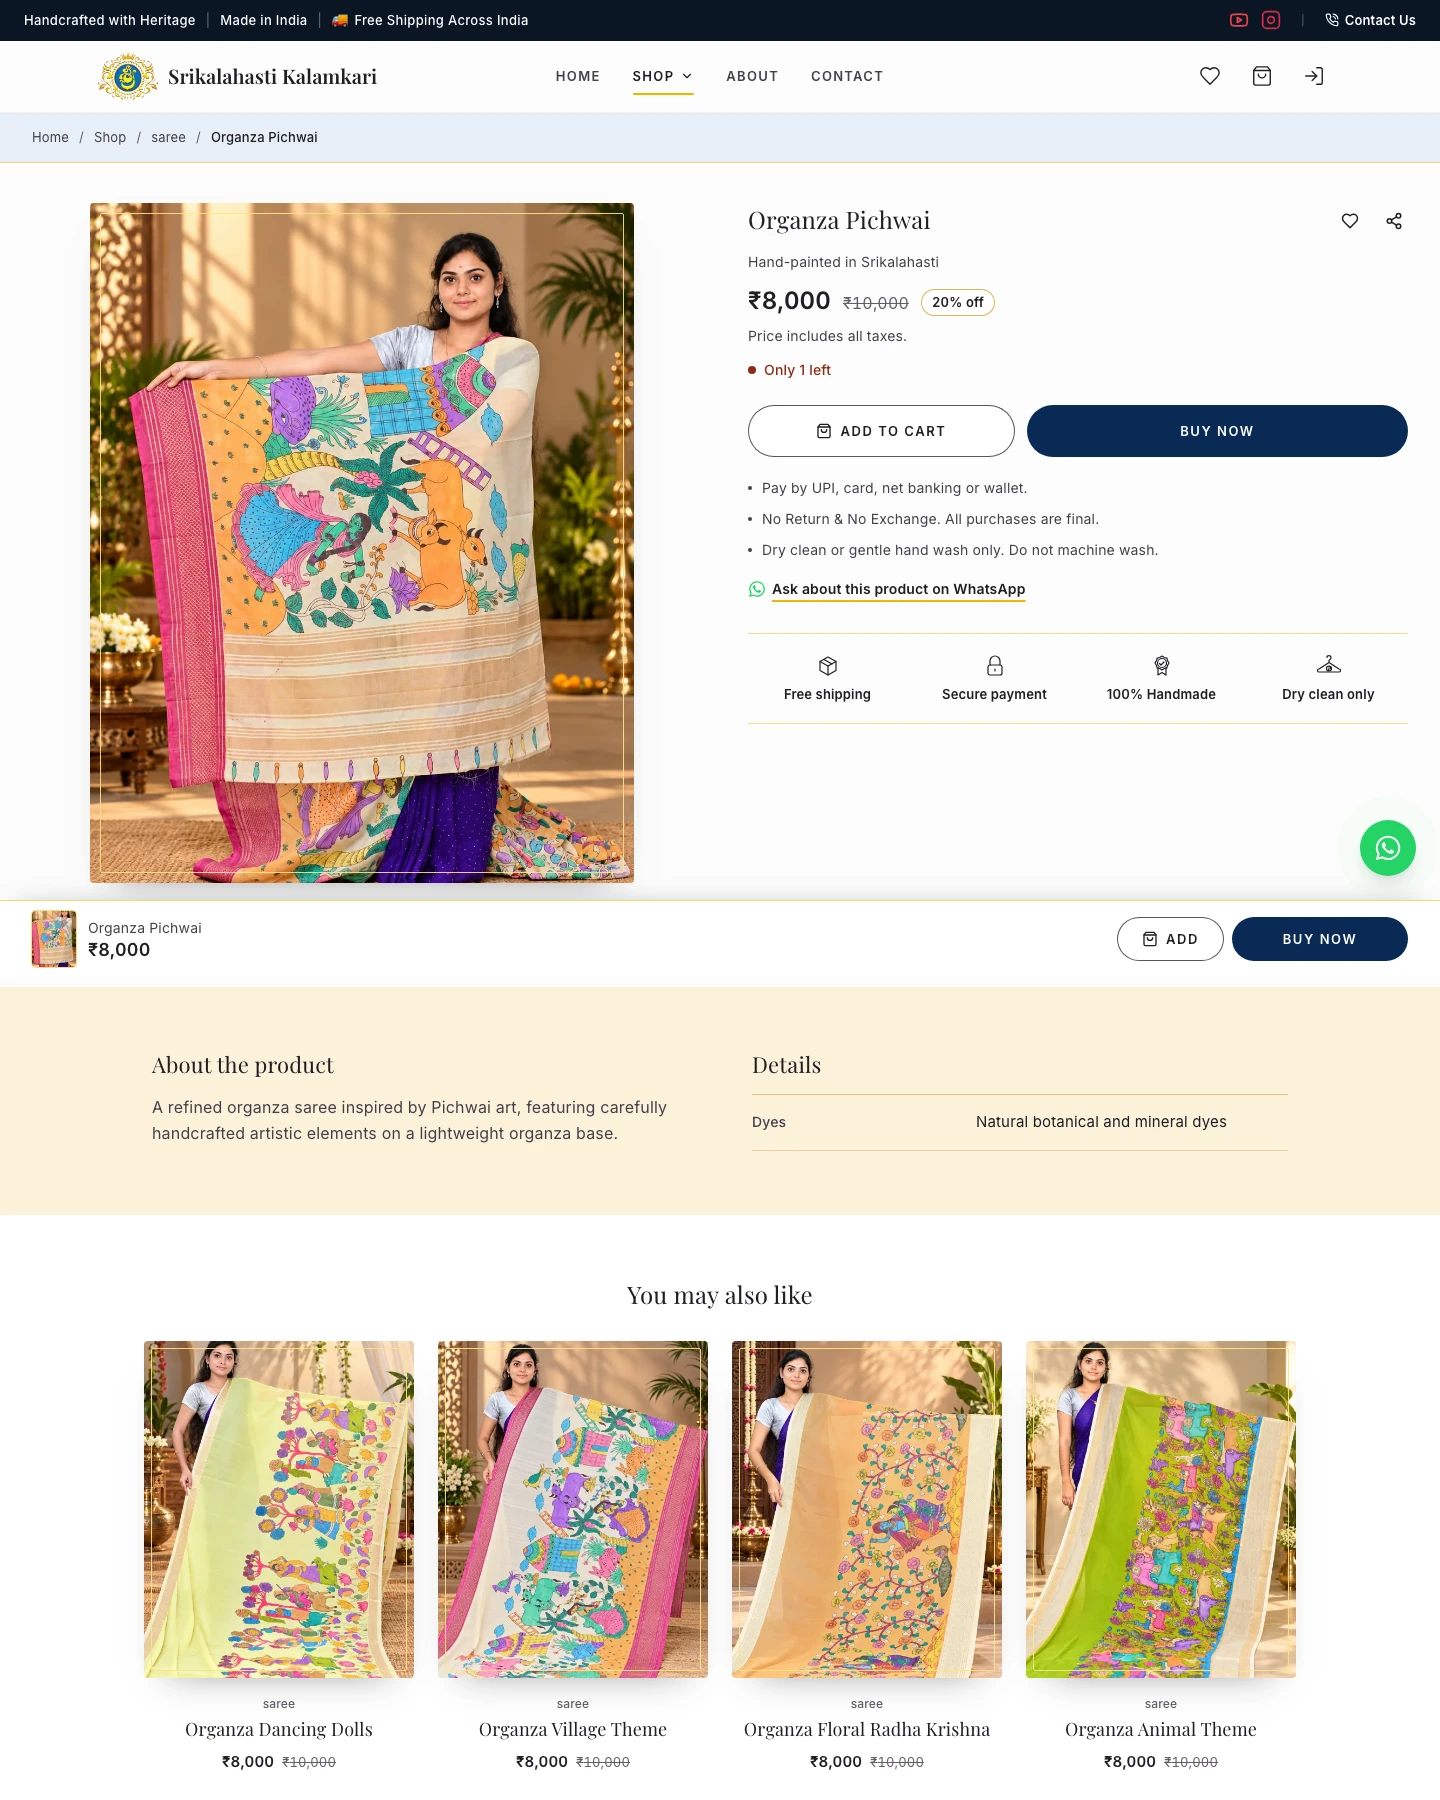 Handcrafted with Heritage | Made in India | 🚚 Free Shipping Across India
| Contact Us
Srikalahasti Kalamkari
HOME SHOP ABOUT CONTACT
Home / Shop / saree / Organza Pichwai
Organza Pichwai
Hand-painted in Srikalahasti
₹8,000 ₹10,000 20% off
Price includes all taxes.
Only 1 left
ADD TO CART BUY NOW
• Pay by UPI, card, net banking or wallet.
• No Return & No Exchange. All purchases are final.
• Dry clean or gentle hand wash only. Do not machine wash.
Ask about this product on WhatsApp
Free shipping Secure payment 100% Handmade Dry clean only
Organza Pichwai
₹8,000
ADD BUY NOW
About the product
A refined organza saree inspired by Pichwai art, featuring carefully
handcrafted artistic elements on a lightweight organza base.
Details
Dyes Natural botanical and mineral dyes
You may also like
saree saree saree saree
Organza Dancing Dolls Organza Village Theme Organza Floral Radha Krishna Organza Animal Theme
₹8,000 ₹10,000 ₹8,000 ₹10,000 ₹8,000 ₹10,000 ₹8,000 ₹10,000